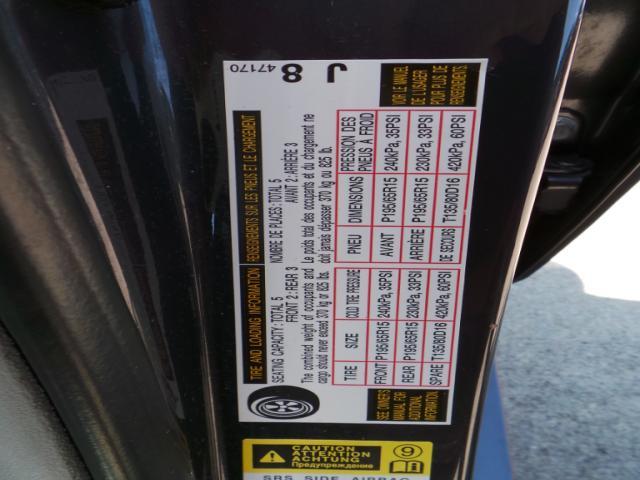 TIRE AND LOADING INFORMATION
RENSEIGNEMENTS SUR LES PNEUS ET LE CHARGEMENT
SEATING CAPACITY : TOTAL 5
FRONT 2 : REAR 3
NOMBRE DE PLACES : TOTAL 5
AVANT 2 : ARRIÈRE 3
The combined weight of occupants and
cargo should never exceed 370 kg or 825 lbs.
Le poids total des occupants et du chargement ne
doit jamais dépasser 370 kg ou 825 lb.
TIRE SIZE COLD TIRE PRESSURE
FRONT P195/65R15 240kPa, 35PSI
REAR P195/65R15 230kPa, 33PSI
SPARE T135/80D16 420kPa, 60PSI
PNEU DIMENSIONS PRESSION DES
PNEUS À FROID
AVANT P195/65R15 240kPa, 35PSI
ARRIÈRE P195/65R15 230kPa, 33PSI
DE SECOURS T135/80D16 420kPa, 60PSI
SEE OWNER'S
MANUAL FOR
ADDITIONAL
INFORMATION
VOIR LE MANUEL
DE L'USAGER
POUR PLUS DE
RENSEIGNEMENTS
47170
8 J
CAUTION
ATTENTION
ACHTUNG
Предупреждение
9
SRS SIDE AIRBAG